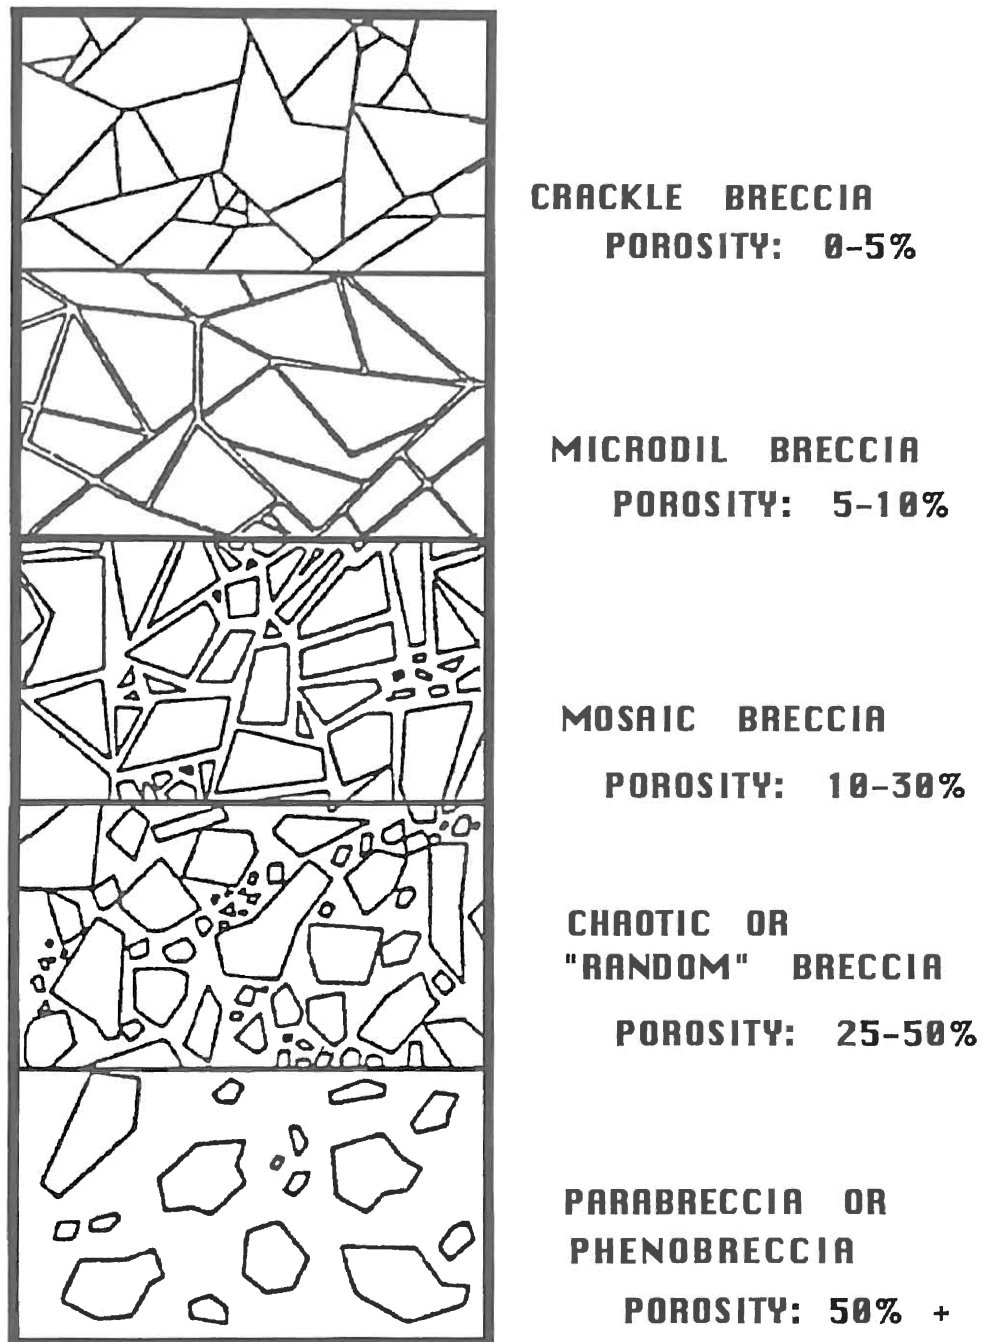 CRACKLE BRECCIA
POROSITY: 0-5%
MICRODIL BRECCIA
POROSITY: 5-10%
MOSAIC BRECCIA
POROSITY: 10-30%
CHAOTIC OR
"RANDOM" BRECCIA
POROSITY: 25-50%
PARABRECCIA OR
PHENOBRECCIA
POROSITY: 50% +